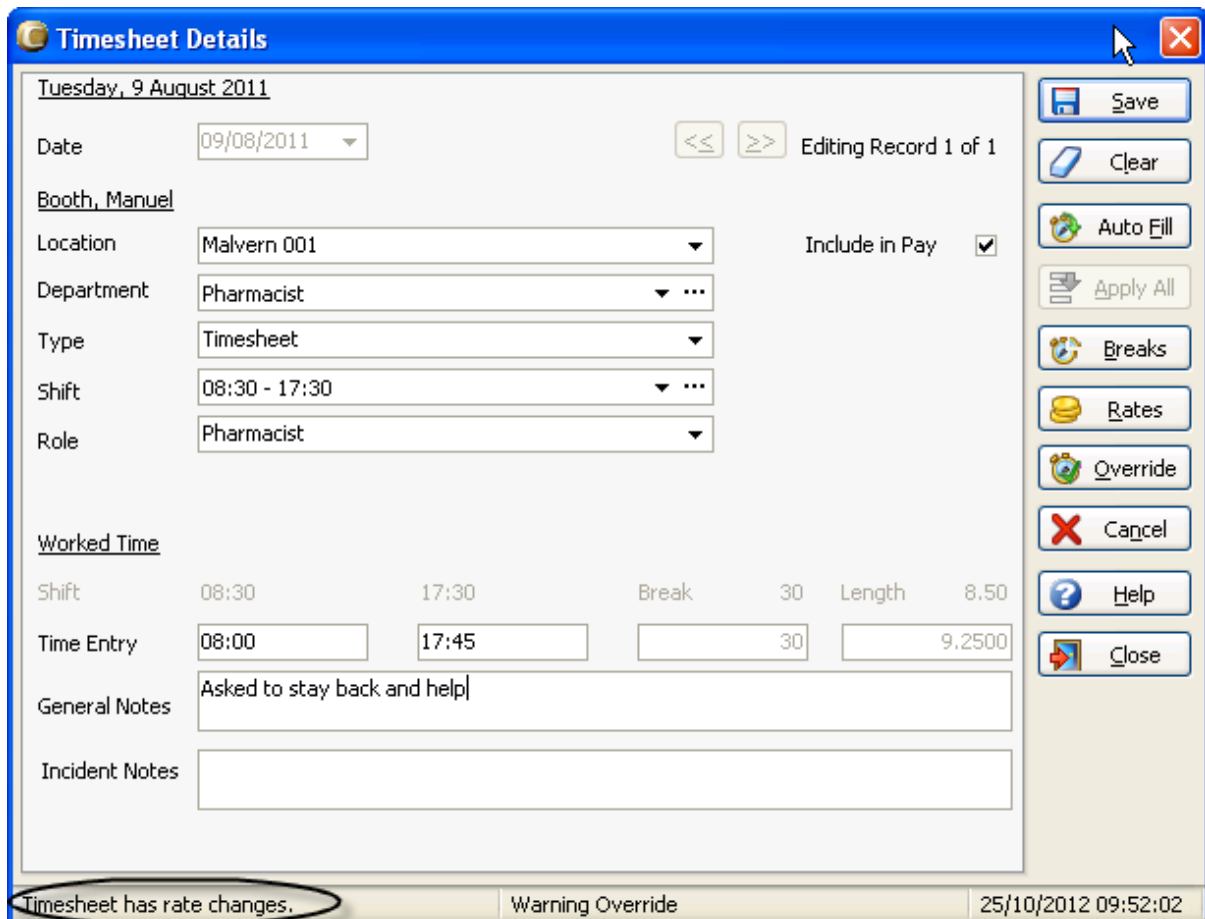 Timesheet Details
Tuesday, 9 August 2011
Date 09/08/2011 << >> Editing Record 1 of 1
Booth, Manuel
Location Malvern 001 Include in Pay
Department Pharmacist ...
Type Timesheet
Shift 08:30 - 17:30 ...
Role Pharmacist
Worked Time
Shift 08:30 17:30 Break 30 Length 8.50
Time Entry 08:00 17:45 30 9.2500
General Notes Asked to stay back and help
Incident Notes
Save
Clear
Auto Fill
Apply All
Breaks
Rates
Override
Cancel
Help
Close
Timesheet has rate changes. Warning Override 25/10/2012 09:52:02